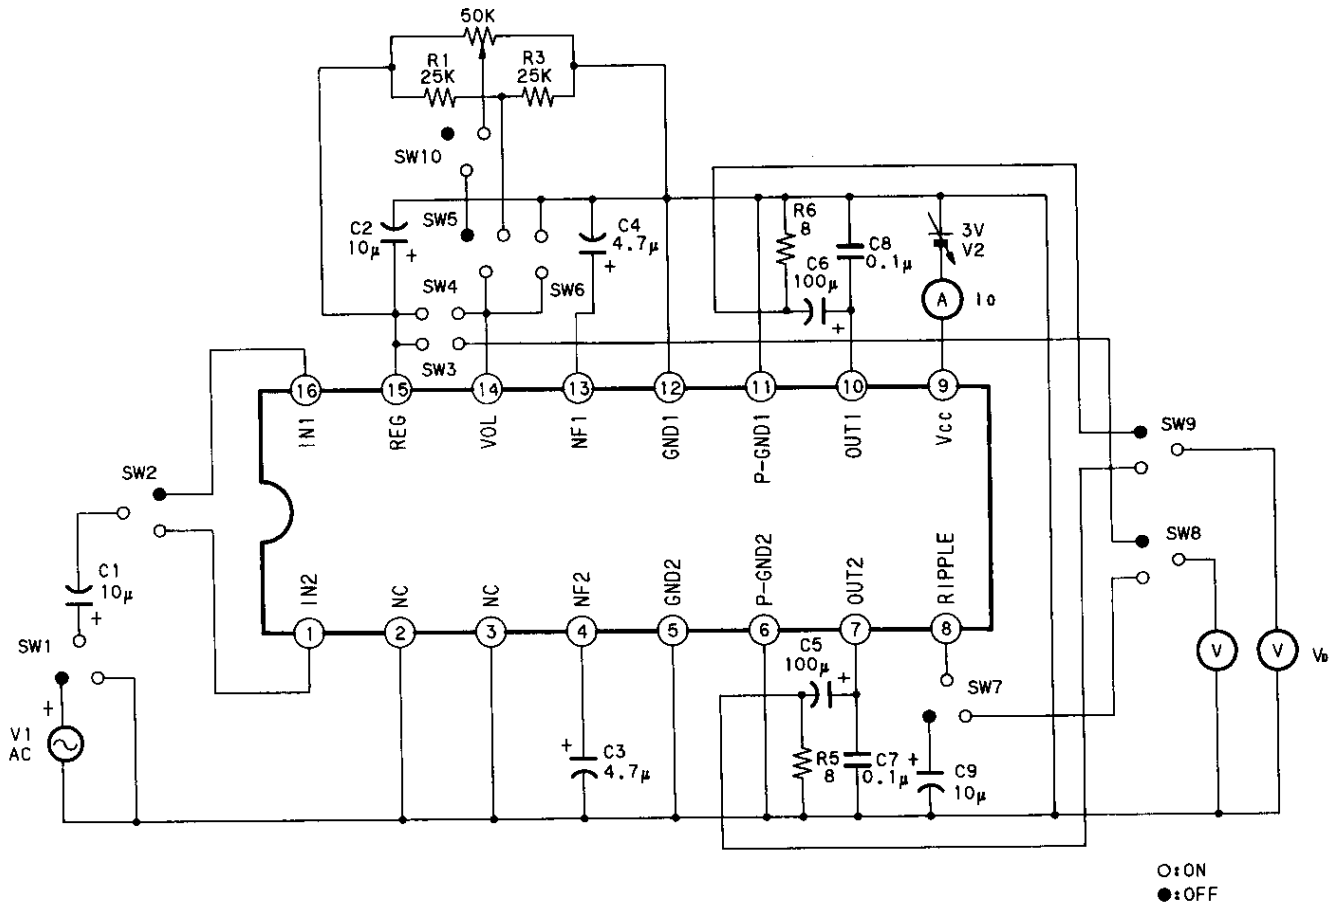 50K
R1
25K
R3
25K
SW10
C2
10μ
SW5
C4
4.7μ
SW4
SW6
SW3
R6
8
C6
100μ
C8
0.1μ
3V
V2
A
16
15
14
13
12
11
10
9
IN1
REG
VOL
NF1
GND1
P-GND1
OUT1
Vcc
SW9
SW2
SW8
C1
10μ
IN2
NC
NC
NF2
GND2
P-GND2
OUT2
RIPPLE
1
2
3
4
5
6
7
8
SW1
C5
100μ
SW7
V
V
V1
AC
C3
4.7μ
R5
8
C7
0.1μ
C9
10μ
○:ON
●:OFF